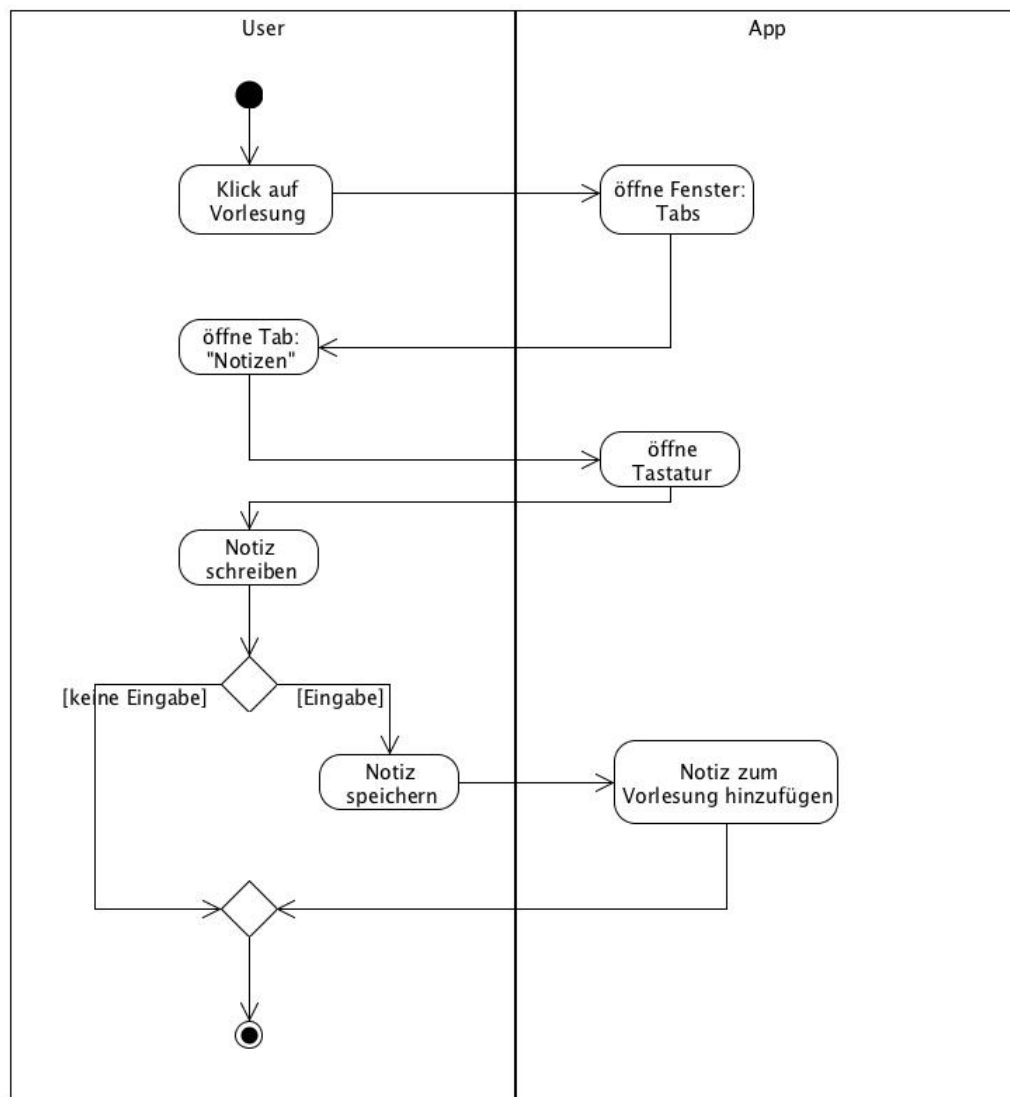 User
App
Klick auf
Vorlesung
öffne Fenster:
Tabs
öffne Tab:
"Notizen"
öffne
Tastatur
Notiz
schreiben
[keine Eingabe]
[Eingabe]
Notiz
speichern
Notiz zum
Vorlesung hinzufügen